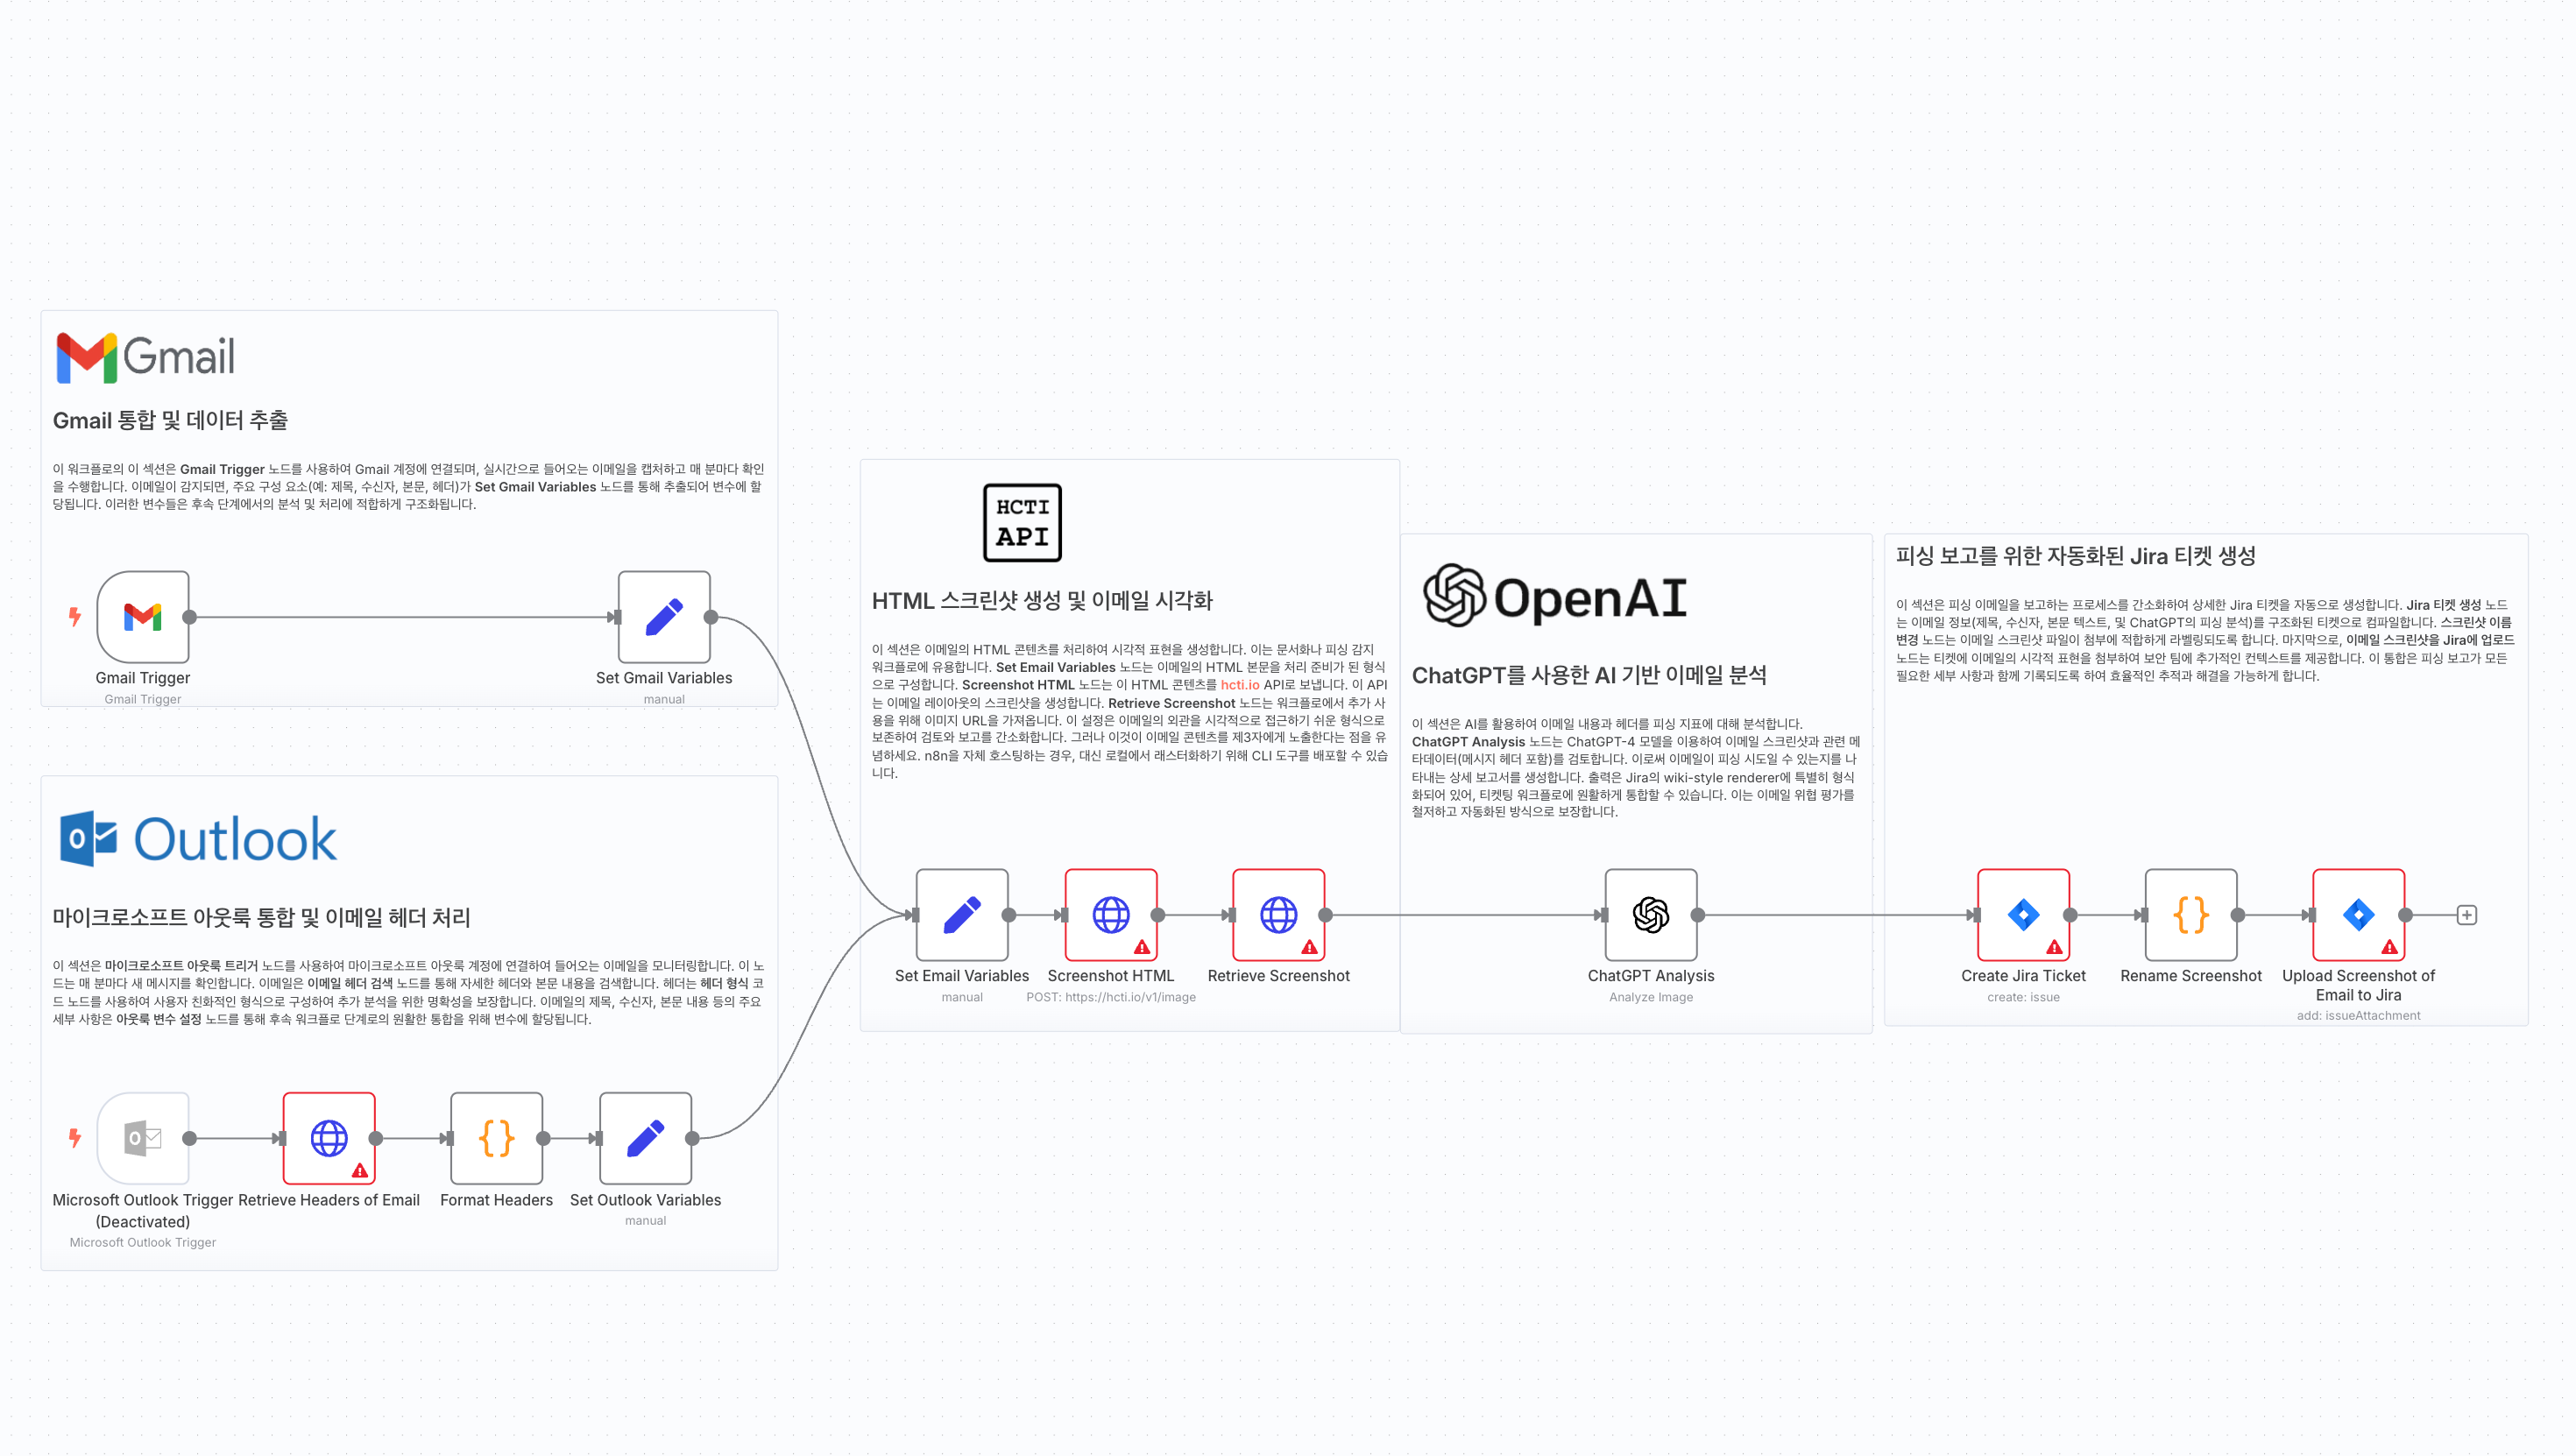 Gmail
Gmail 통합 및 데이터 추출
이 워크플로의 이 섹션은 Gmail Trigger 노드를 사용하여 Gmail 계정에 연결되며, 실시간으로 들어오는 이메일을 캡처하고 매 분마다 확인
을 수행합니다. 이메일이 감지되면, 주요 구성 요소(예: 제목, 수신자, 본문, 헤더)가 Set Gmail Variables 노드를 통해 추출되어 변수에 할
당됩니다. 이러한 변수들은 후속 단계에서의 분석 및 처리에 적합하게 구조화됩니다.
Gmail Trigger
Gmail Trigger
Set Gmail Variables
manual
Outlook
마이크로소프트 아웃룩 통합 및 이메일 헤더 처리
이 섹션은 마이크로소프트 아웃룩 트리거 노드를 사용하여 마이크로소프트 아웃룩 계정에 연결하여 들어오는 이메일을 모니터링합니다. 이 노
드는 매 분마다 새 메시지를 확인합니다. 이메일은 이메일 헤더 검색 노드를 통해 자세한 헤더와 본문 내용을 검색합니다. 헤더는 헤더 형식 코
드 노드를 사용하여 사용자 친화적인 형식으로 구성하여 추가 분석을 위한 명확성을 보장합니다. 이메일의 제목, 수신자, 본문 내용 등의 주요
세부 사항은 아웃룩 변수 설정 노드를 통해 후속 워크플로 단계로의 원활한 통합을 위해 변수에 할당됩니다.
Microsoft Outlook Trigger
(Deactivated)
Microsoft Outlook Trigger
Retrieve Headers of Email
Format Headers
Set Outlook Variables
manual
HCTI
API
HTML 스크린샷 생성 및 이메일 시각화
이 섹션은 이메일의 HTML 콘텐츠를 처리하여 시각적 표현을 생성합니다. 이는 문서화나 피싱 감지
워크플로에 유용합니다. Set Email Variables 노드는 이메일의 HTML 본문을 처리 준비가 된 형식
으로 구성합니다. Screenshot HTML 노드는 이 HTML 콘텐츠를 hcti.io API로 보냅니다. 이 API
는 이메일 레이아웃의 스크린샷을 생성합니다. Retrieve Screenshot 노드는 워크플로에서 추가 사
용을 위해 이미지 URL을 가져옵니다. 이 설정은 이메일의 외관을 시각적으로 접근하기 쉬운 형식으로
보존하여 검토와 보고를 간소화합니다. 그러나 이것이 이메일 콘텐츠를 제3자에게 노출한다는 점을 유
념하세요. n8n을 자체 호스팅하는 경우, 대신 로컬에서 래스터화하기 위해 CLI 도구를 배포할 수 있습
니다.
Set Email Variables
manual
Screenshot HTML
POST: https://hcti.io/v1/image
Retrieve Screenshot
OpenAI
ChatGPT를 사용한 AI 기반 이메일 분석
이 섹션은 AI를 활용하여 이메일 내용과 헤더를 피싱 지표에 대해 분석합니다.
ChatGPT Analysis 노드는 ChatGPT-4 모델을 이용하여 이메일 스크린샷과 관련 메
타데이터(메시지 헤더 포함)를 검토합니다. 이로써 이메일이 피싱 시도일 수 있는지를 나
타내는 상세 보고서를 생성합니다. 출력은 Jira의 wiki-style renderer에 특별히 형식
화되어 있어, 티켓팅 워크플로에 원활하게 통합할 수 있습니다. 이는 이메일 위협 평가를
철저하고 자동화된 방식으로 보장합니다.
ChatGPT Analysis
Analyze Image
피싱 보고를 위한 자동화된 Jira 티켓 생성
이 섹션은 피싱 이메일을 보고하는 프로세스를 간소화하여 상세한 Jira 티켓을 자동으로 생성합니다. Jira 티켓 생성 노드
는 이메일 정보(제목, 수신자, 본문 텍스트, 및 ChatGPT의 피싱 분석)를 구조화된 티켓으로 컴파일합니다. 스크린샷 이름
변경 노드는 이메일 스크린샷 파일이 첨부에 적합하게 라벨링되도록 합니다. 마지막으로, 이메일 스크린샷을 Jira에 업로드
노드는 티켓에 이메일의 시각적 표현을 첨부하여 보안 팀에 추가적인 컨텍스트를 제공합니다. 이 통합은 피싱 보고가 모든
필요한 세부 사항과 함께 기록되도록 하여 효율적인 추적과 해결을 가능하게 합니다.
Create Jira Ticket
create: issue
Rename Screenshot
Upload Screenshot of
Email to Jira
add: issueAttachment